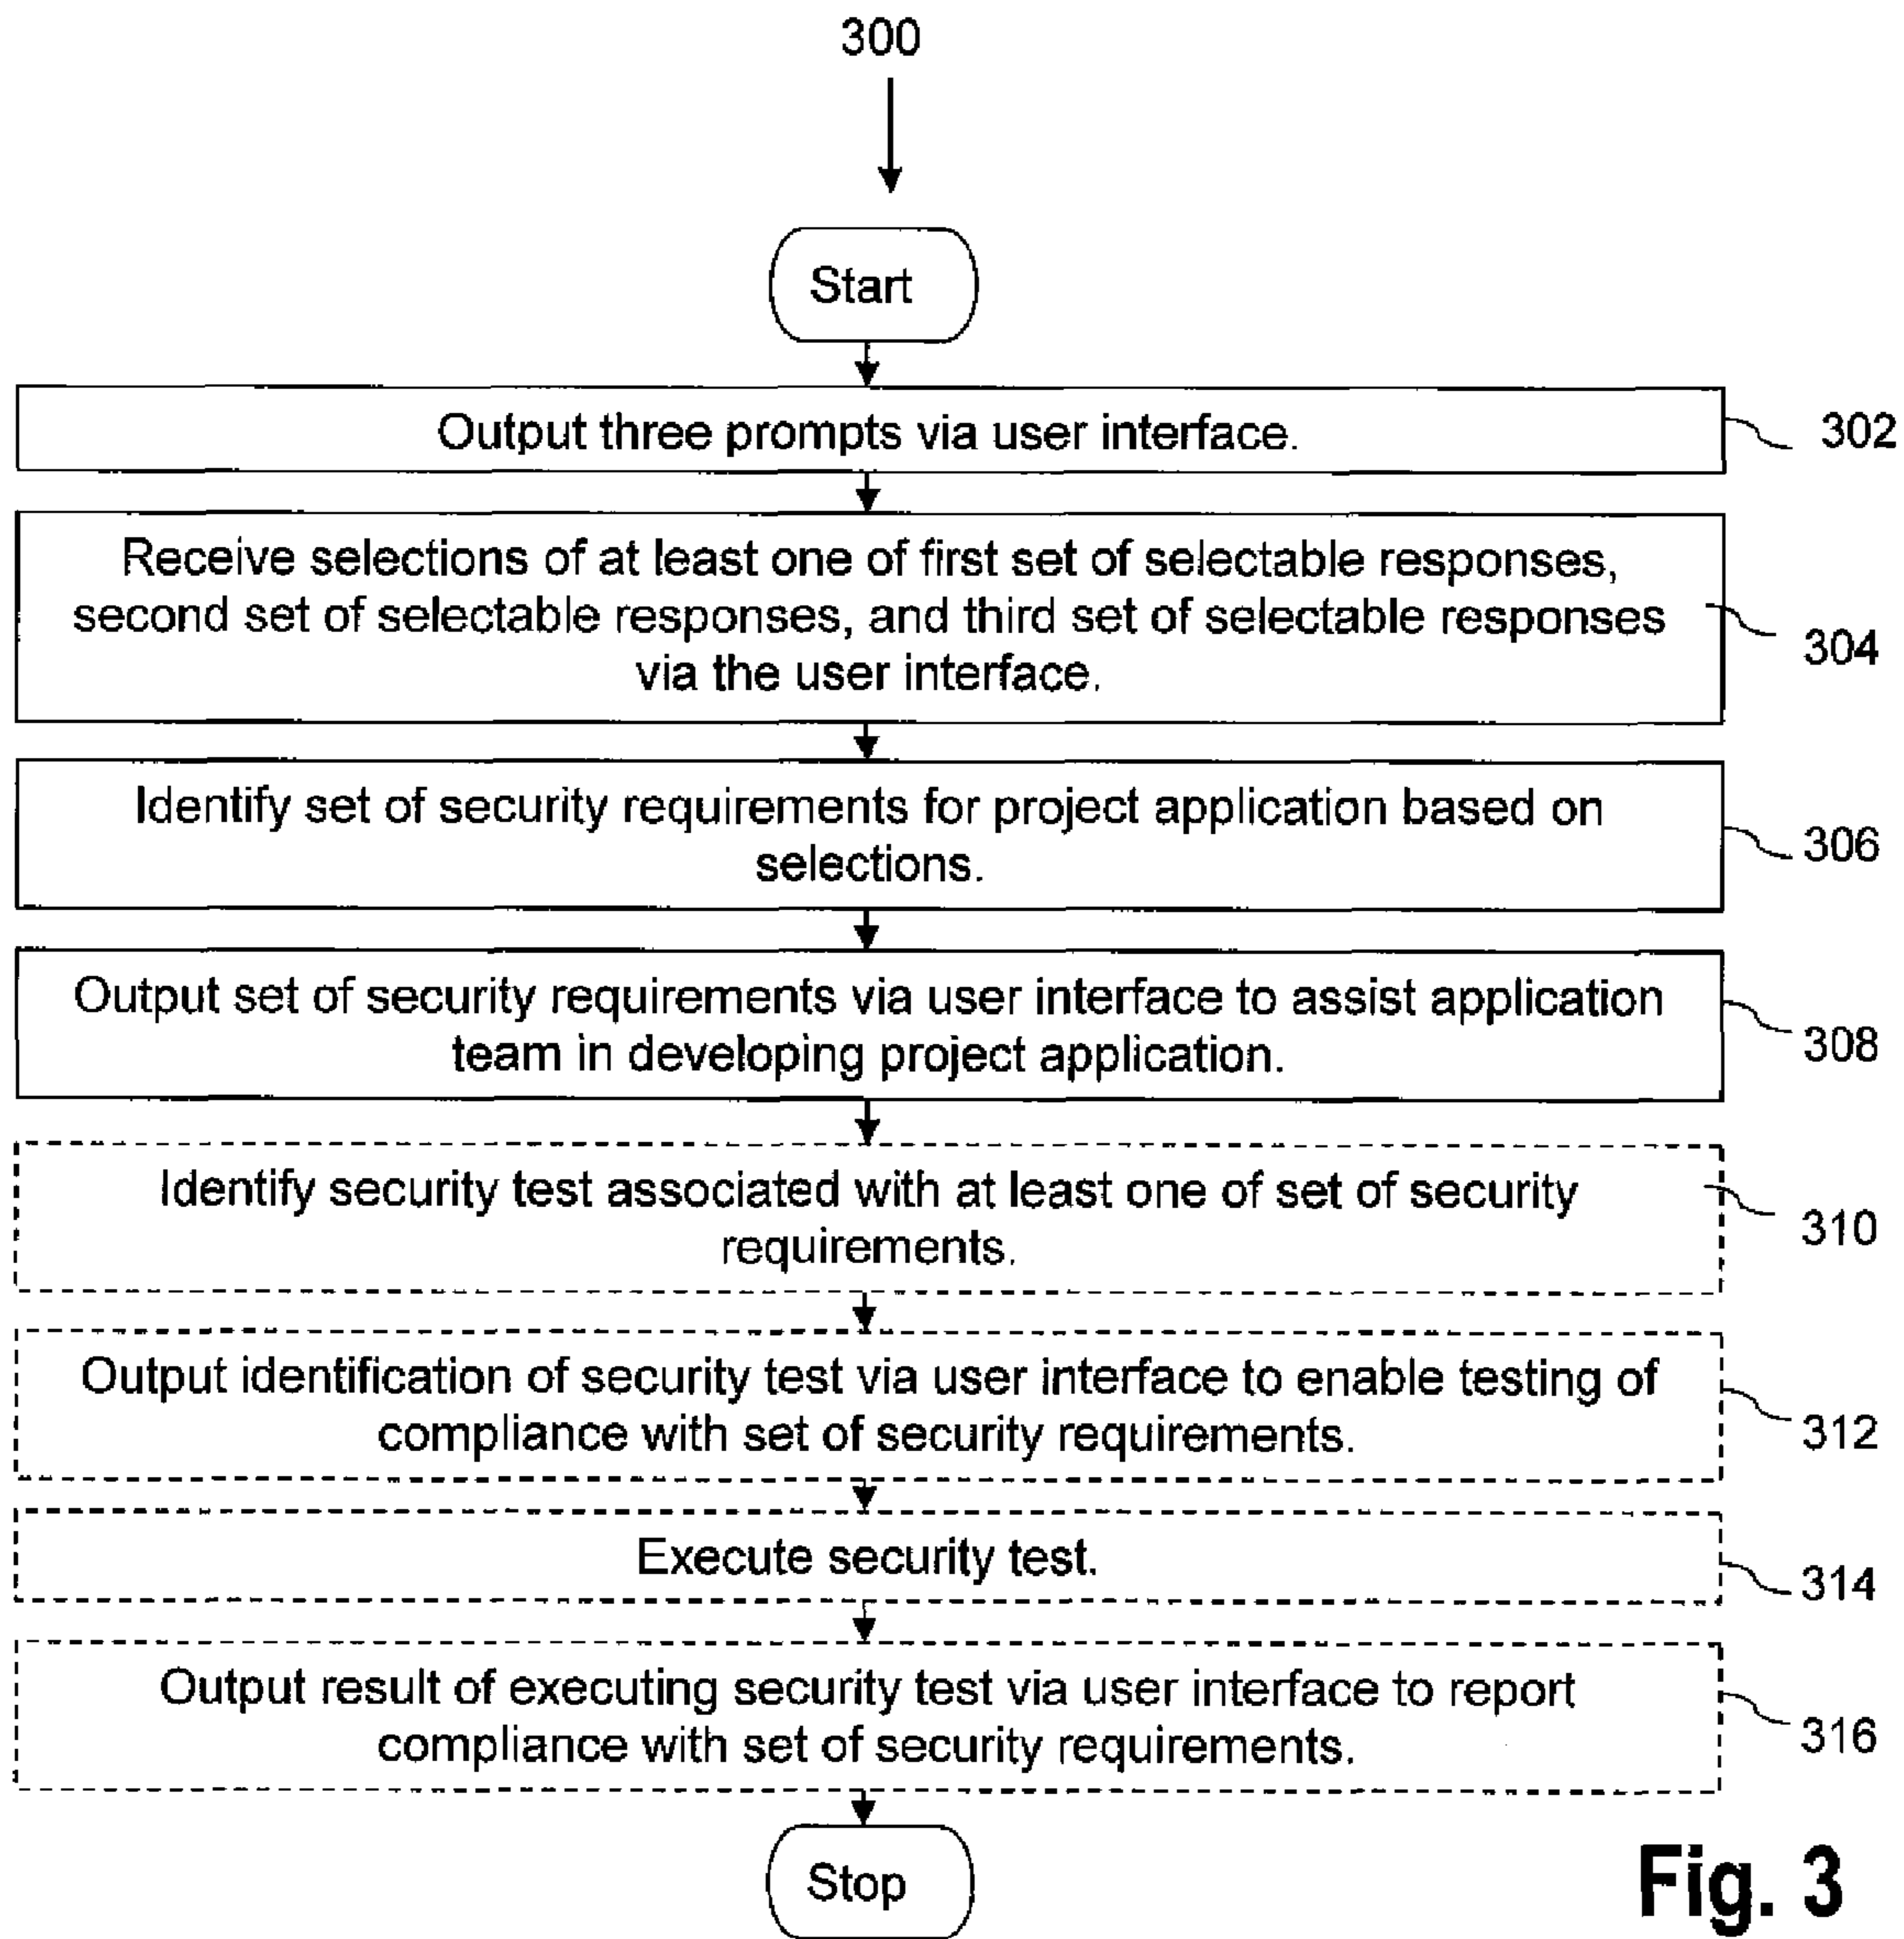 300
Start
Output three prompts via user interface.
302
Receive selections of at least one of first set of selectable responses,
second set of selectable responses, and third set of selectable responses
via the user interface.
304
Identify set of security requirements for project application based on
selections.
306
Output set of security requirements via user interface to assist application
team in developing project application.
308
Identify security test associated with at least one of set of security
requirements.
310
Output identification of security test via user interface to enable testing of
compliance with set of security requirements.
312
Execute security test.
314
Output result of executing security test via user interface to report
compliance with set of security requirements.
316
Stop
Fig. 3